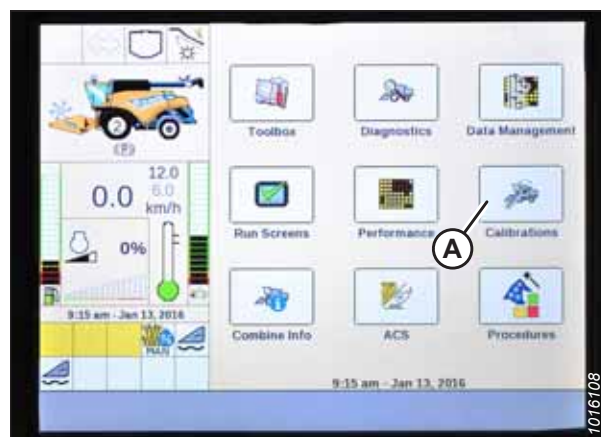 Toolbox
Diagnostics
Data Management
12.0
6.0
0.0
km/h
Run Screens
Performance
Calibrations
A
0%
9:15 am - Jan 13, 2016
MAN
Combine Info
ACS
Procedures
9:15 am - Jan 13, 2016
1016108